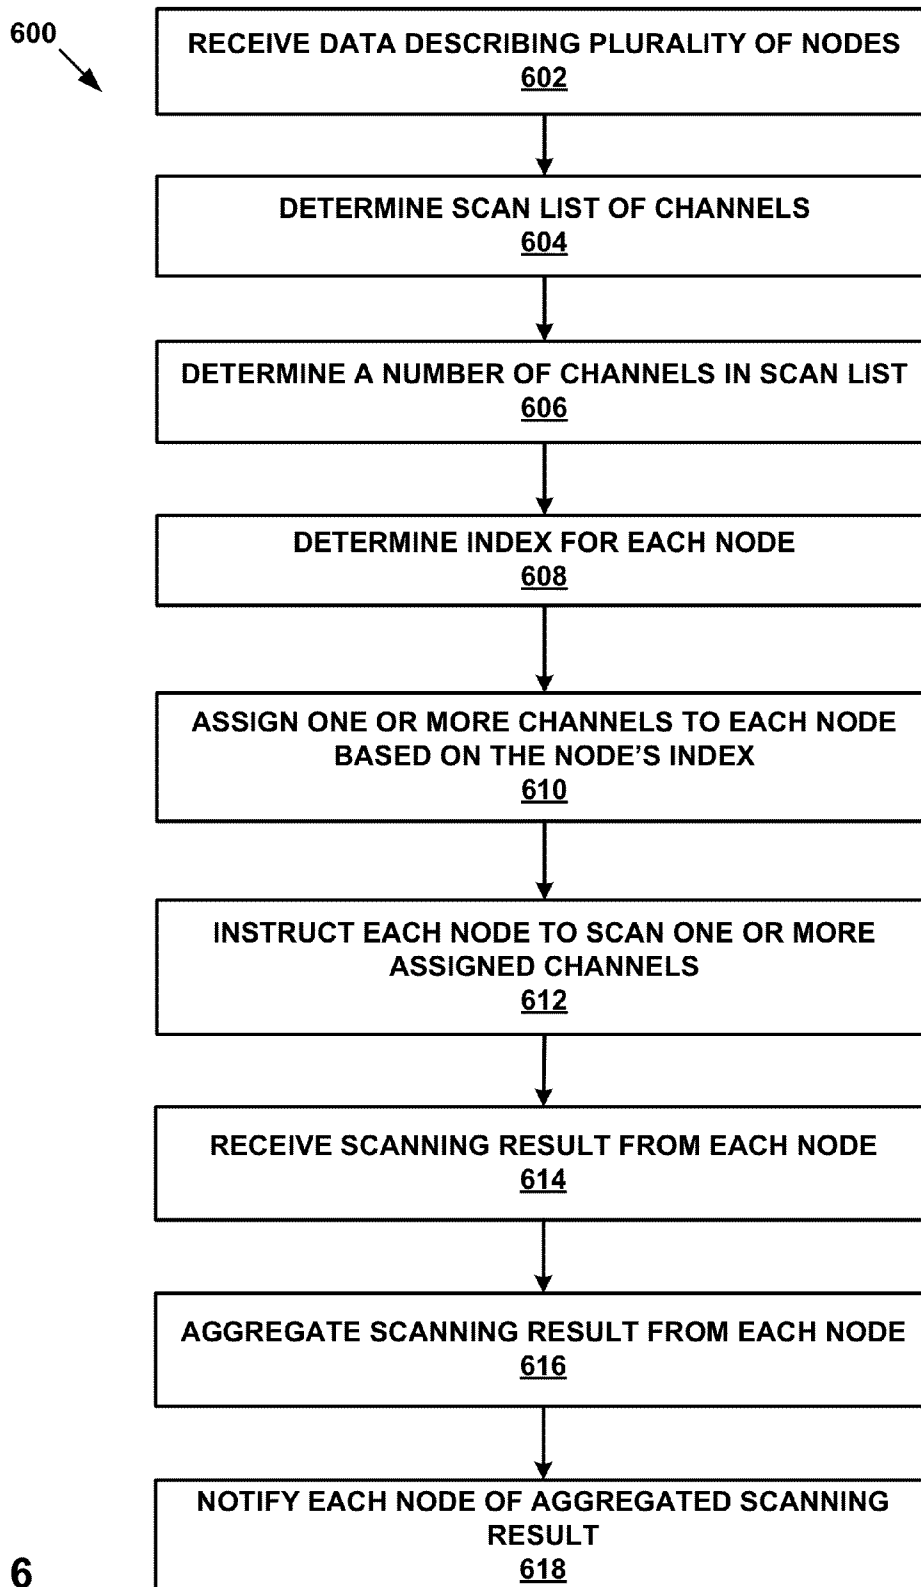 600
RECEIVE DATA DESCRIBING PLURALITY OF NODES
602
DETERMINE SCAN LIST OF CHANNELS
604
DETERMINE A NUMBER OF CHANNELS IN SCAN LIST
606
DETERMINE INDEX FOR EACH NODE
608
ASSIGN ONE OR MORE CHANNELS TO EACH NODE
BASED ON THE NODE'S INDEX
610
INSTRUCT EACH NODE TO SCAN ONE OR MORE
ASSIGNED CHANNELS
612
RECEIVE SCANNING RESULT FROM EACH NODE
614
AGGREGATE SCANNING RESULT FROM EACH NODE
616
NOTIFY EACH NODE OF AGGREGATED SCANNING
RESULT
618
6